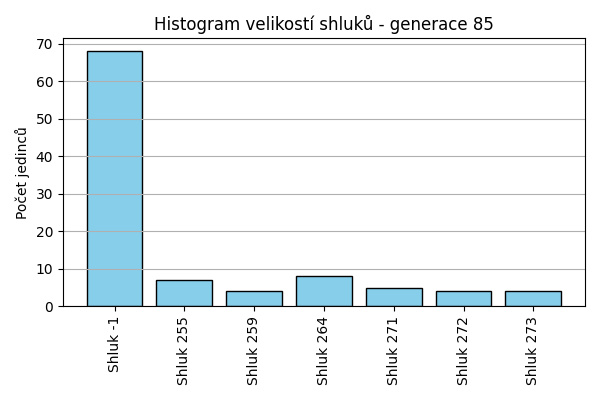 Histogram velikostí shluků - generace 85
Počet jedinců
70
60
50
40
30
20
10
0
Shluk -1
Shluk 255
Shluk 259
Shluk 264
Shluk 271
Shluk 272
Shluk 273